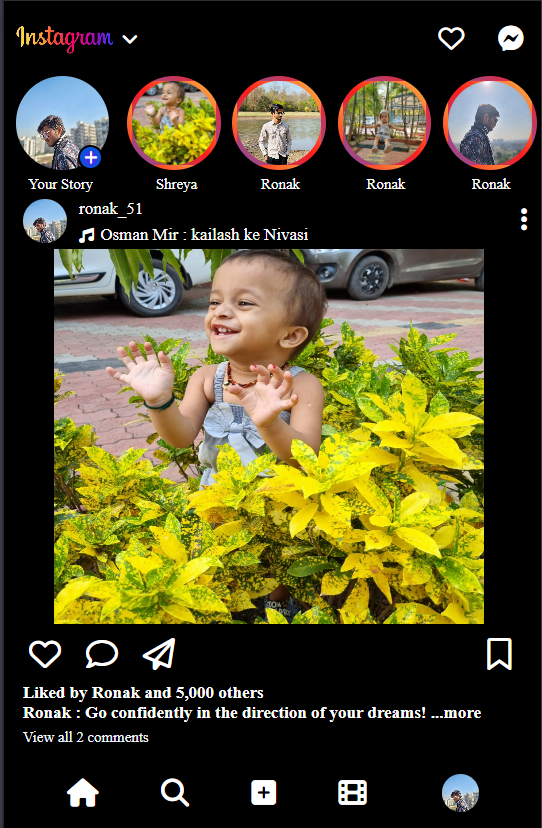 Instagram
Your Story
Shreya
Ronak
Ronak
Ronak
ronak_51
Osman Mir : kailash ke Nivasi
Liked by Ronak and 5,000 others
Ronak : Go confidently in the direction of your dreams! ...more
View all 2 comments